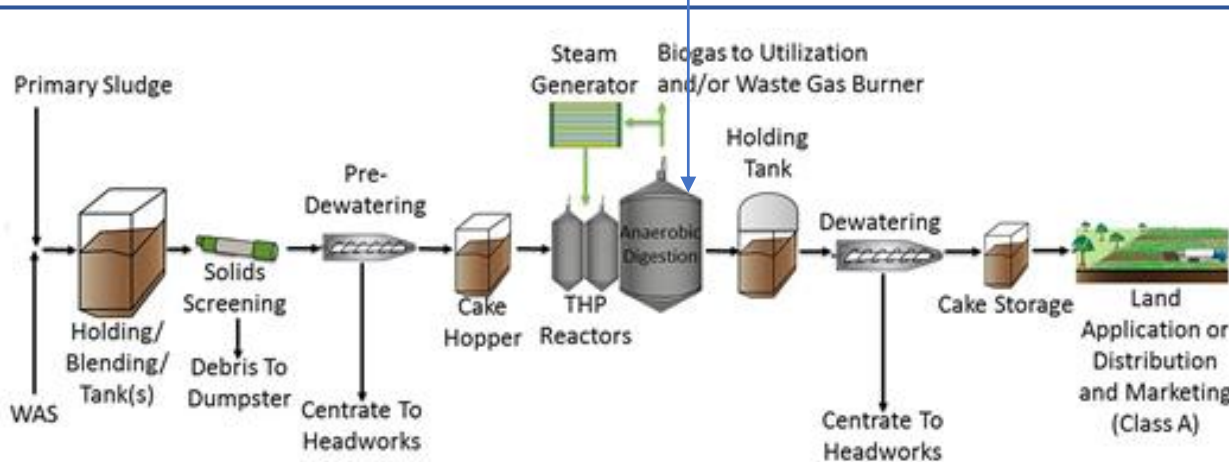 Primary Sludge
WAS
Holding/
Blending/
Tank(s)
Solids
Screening
Debris To
Dumpster
Pre-
Dewatering
Centrate To
Headworks
Cake
Hopper
Steam
Generator
THP
Reactors
Biogas to Utilization
and/or Waste Gas Burner
Anaerobic
Digestion
Holding
Tank
Dewatering
Centrate To
Headworks
Cake Storage
Land
Application or
Distribution
and Marketing
(Class A)